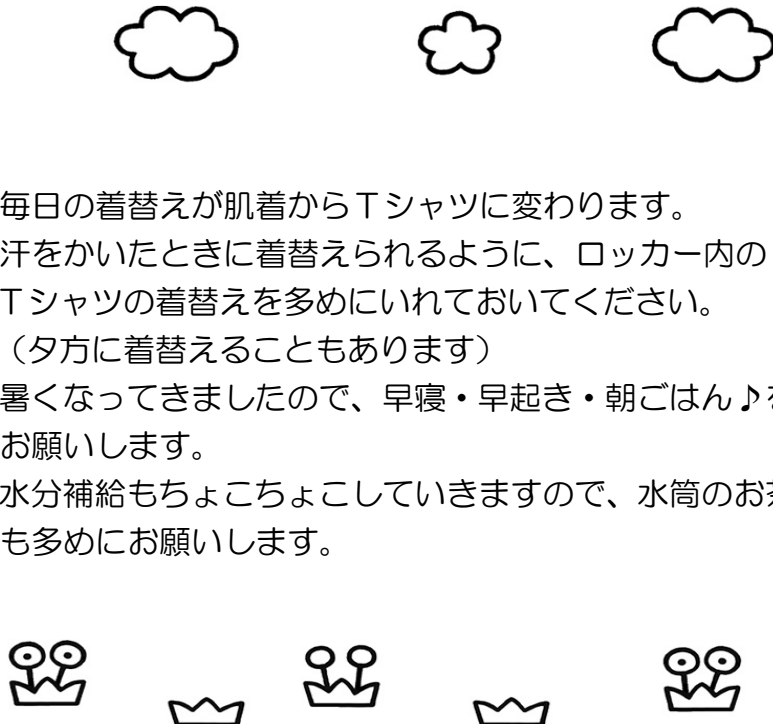 毎日の着替えが肌着からTシャツに変わります。
汗をかいたときに着替えられるように、ロッカー内の
Tシャツの着替えを多めにいれておいてください。
（夕方に着替えることもあります）
暑くなってきましたので、早寝・早起き・朝ごはん♪を
お願いします。
水分補給もちょこちょこしていきますので、水筒のお茶
も多めにお願いします。